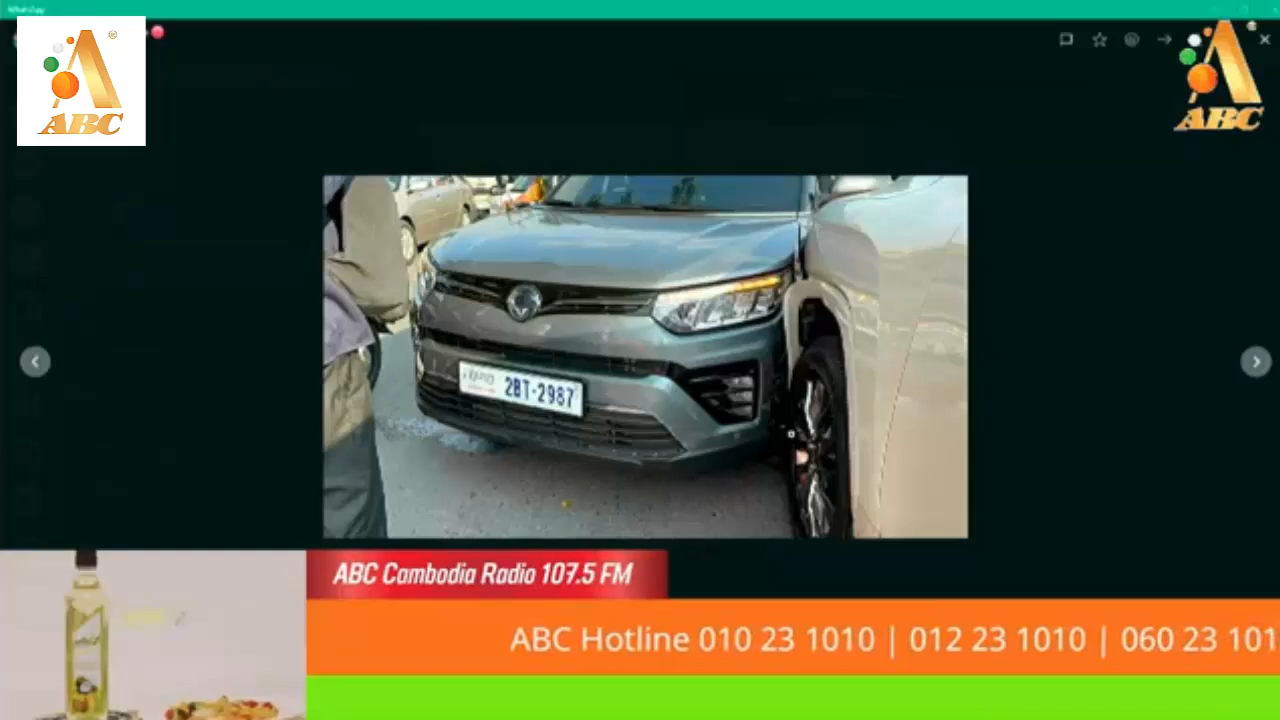 WhatsApp
ABC
ABC
2BT-2987
ABC Cambodia Radio 107.5 FM
ABC Hotline 010 23 1010 | 012 23 1010 | 060 23 101